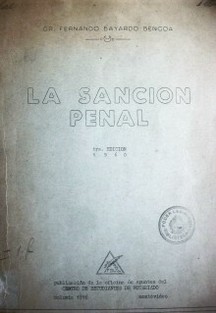 DR. FERNANDO BAYARDO BENGOA
LA SANCION
PENAL
1ra. EDICION
publicación de la oficina de apuntes del
CENTRO DE ESTUDIANTES DE NOTARIADO
montevideo